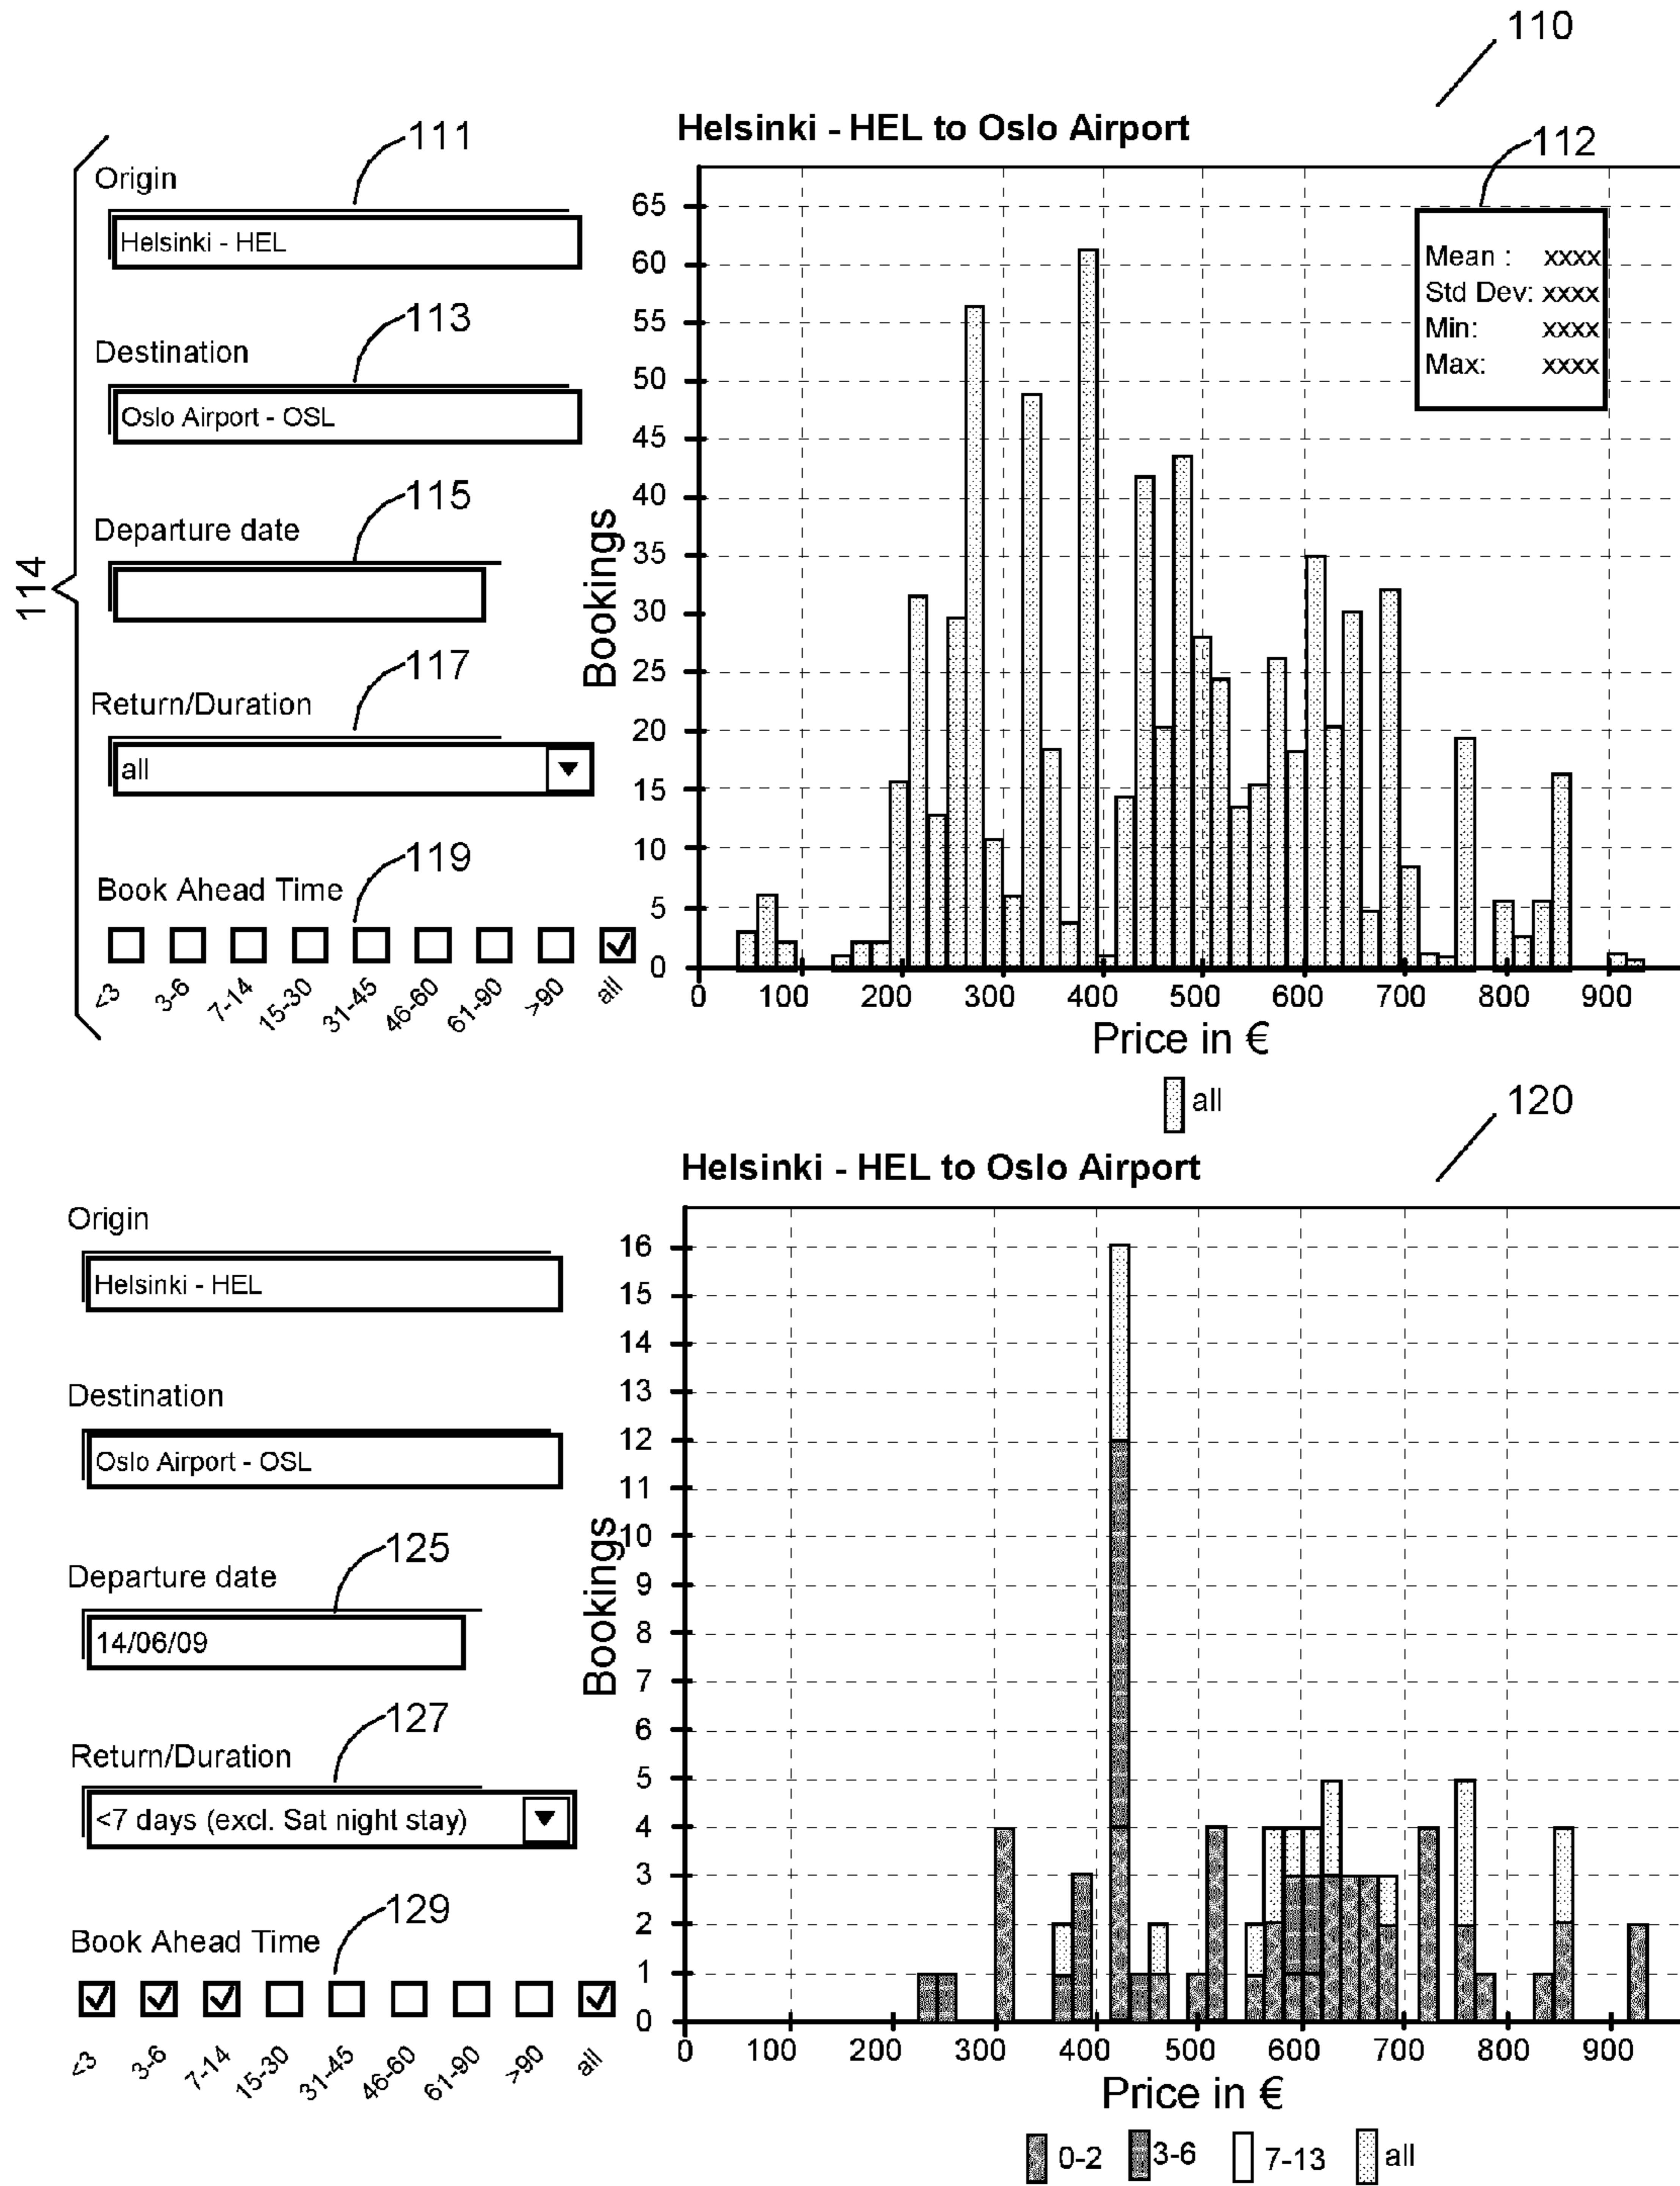 110
Helsinki - HEL to Oslo Airport
111
112
Origin
Helsinki - HEL
113
Destination
Oslo Airport - OSL
115
Departure date
114
117
Return/Duration
all
119
Book Ahead Time
<3 3-6 7-14 15-30 31-45 46-60 61-90 >90 all
Mean : xxxx
Std Dev: xxxx
Min: xxxx
Max: xxxx
Bookings
65
60
55
50
45
40
35
30
25
20
15
10
5
0
0 100 200 300 400 500 600 700 800 900
Price in €
all
120
Helsinki - HEL to Oslo Airport
Origin
Helsinki - HEL
Destination
Oslo Airport - OSL
125
Departure date
14/06/09
127
Return/Duration
<7 days (excl. Sat night stay)
129
Book Ahead Time
<3 3-6 7-14 15-30 31-45 46-60 61-90 >90 all
Bookings
16
15
14
13
12
11
10
9
8
7
6
5
4
3
2
1
0
0 100 200 300 400 500 600 700 800 900
Price in €
0-2 3-6 7-13 all